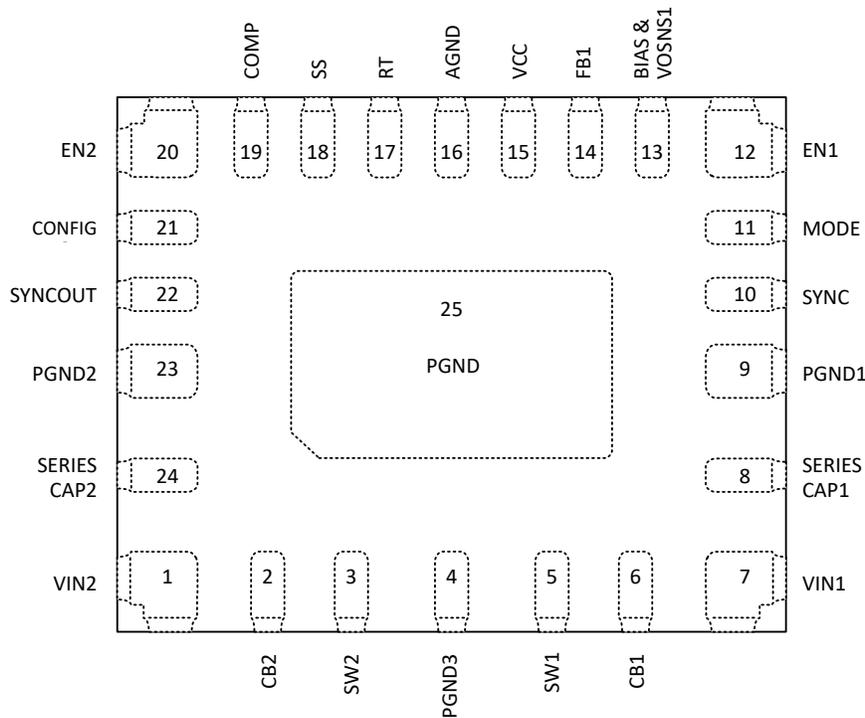 COMP
SS
RT
AGND
VCC
FB1
BIAS &
VOSNS1
EN2
20
19
18
17
16
15
14
13
12
EN1
CONFIG
21
11
MODE
SYNCOUT
22
10
SYNC
25
PGND
PGND2
23
9
PGND1
SERIES
CAP2
24
8
SERIES
CAP1
VIN2
1
2
3
4
5
6
7
VIN1
CB2
SW2
PGND3
SW1
CB1